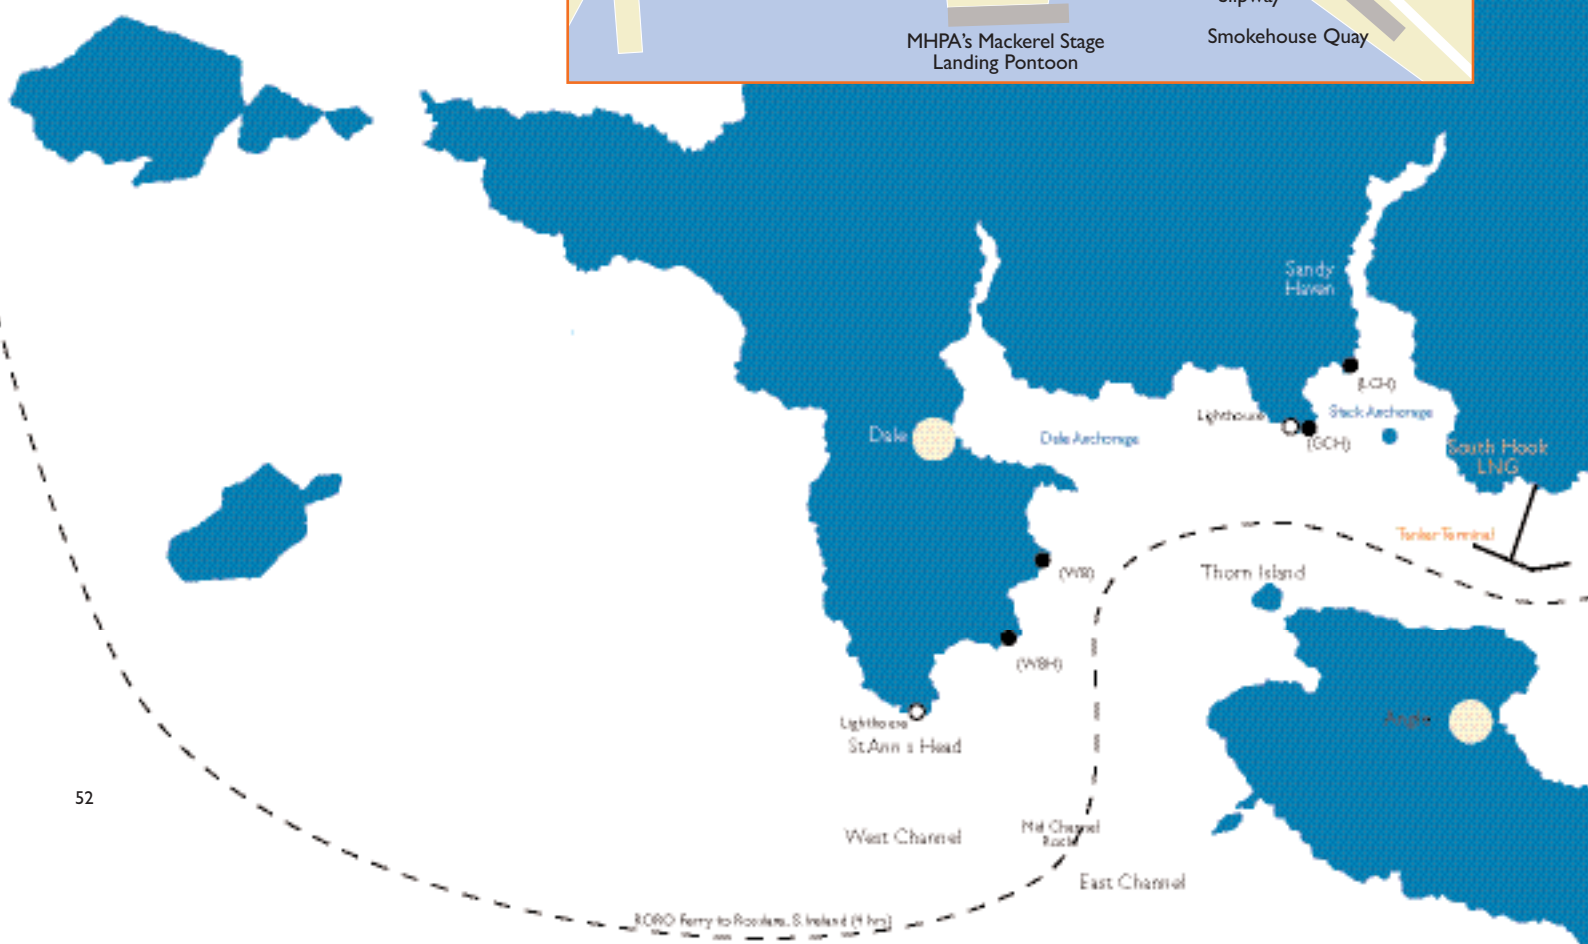 Slipway
Smokehouse Quay
MHPA's Mackerel Stage
Landing Pontoon
Sandy
Haven
(LCH)
Lighthouse
Stack Anchorage
(GCH)
Dale
Dale Anchorage
South Hook
LNG
Tanker Terminal
Thorn Island
(WB)
(WBH)
Lighthouse
St Ann s Head
Angle
52
West Channel
Mid Channel
Rocks
East Channel
RORO Ferry to Rosslare, S. Ireland (4 hrs)